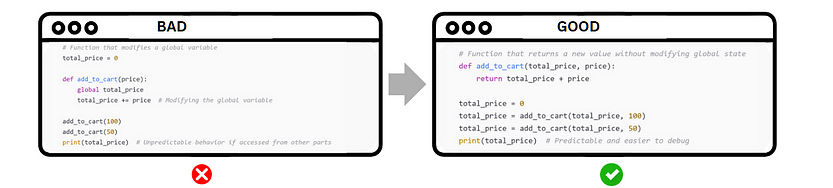 BAD
# Function that modifies a global variable
total_price = 0
def add_to_cart(price):
    global total_price
    total_price += price  # Modifying the global variable
add_to_cart(100)
add_to_cart(50)
print(total_price)  # Unpredictable behavior if accessed from other parts
GOOD
# Function that returns a new value without modifying global state
def add_to_cart(total_price, price):
    return total_price + price
total_price = 0
total_price = add_to_cart(total_price, 100)
total_price = add_to_cart(total_price, 50)
print(total_price)  # Predictable and easier to debug